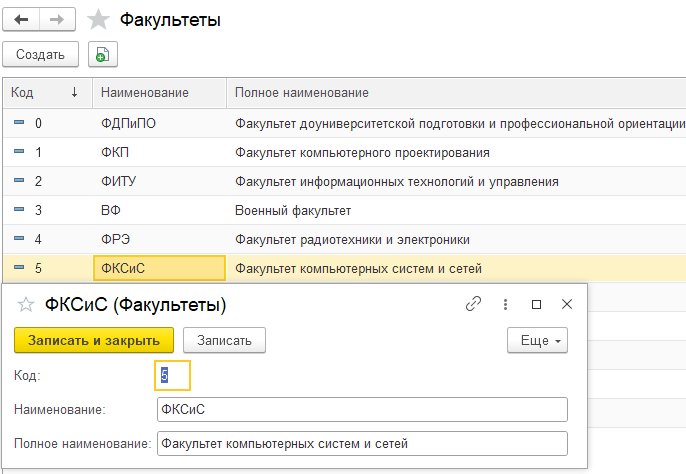 Факультеты
Создать
Код ↓ Наименование Полное наименование
0 ФДПиПО Факультет доуниверситетской подготовки и профессиональной ориентации
1 ФКП Факультет компьютерного проектирования
2 ФИТУ Факультет информационных технологий и управления
3 ВФ Военный факультет
4 ФРЭ Факультет радиотехники и электроники
5 ФКСиС Факультет компьютерных систем и сетей
ФКСиС (Факультеты)
Записать и закрыть Записать Еще
Код: 5
Наименование: ФКСиС
Полное наименование: Факультет компьютерных систем и сетей